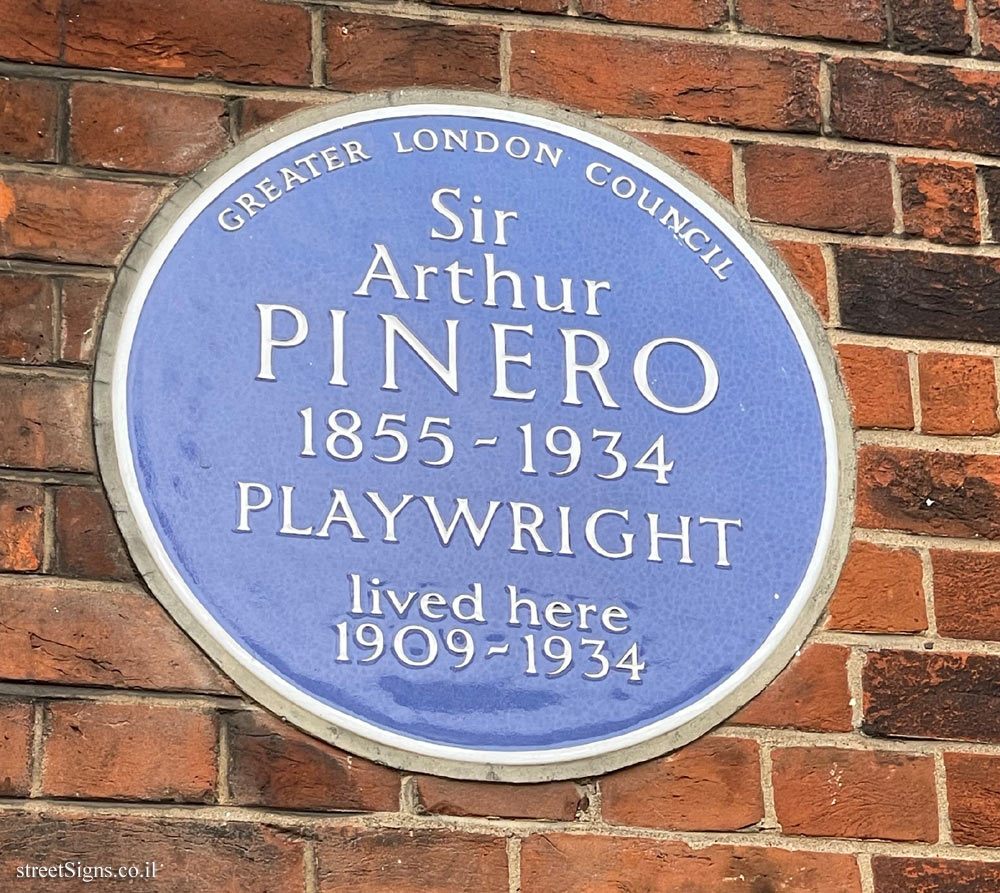 GREATER LONDON COUNCIL
Sir
Arthur
PINERO
1855 - 1934
PLAYWRIGHT
lived here
1909 - 1934
streetSigns.co.il